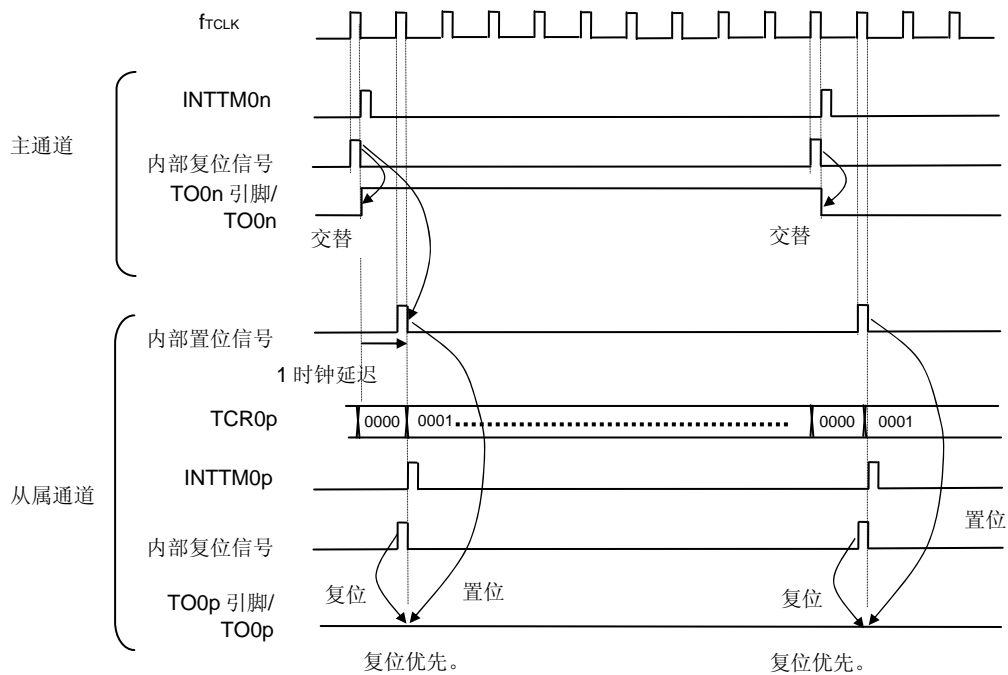 fTCLK
主通道
INTTM0n
内部复位信号
TO0n 引脚/
TO0n
交替
交替
从属通道
内部置位信号
1 时钟延迟
TCR0p
0000
0001
0000
0001
INTTM0p
置位
内部复位信号
复位
置位
复位
TO0p 引脚/
TO0p
复位优先。
复位优先。